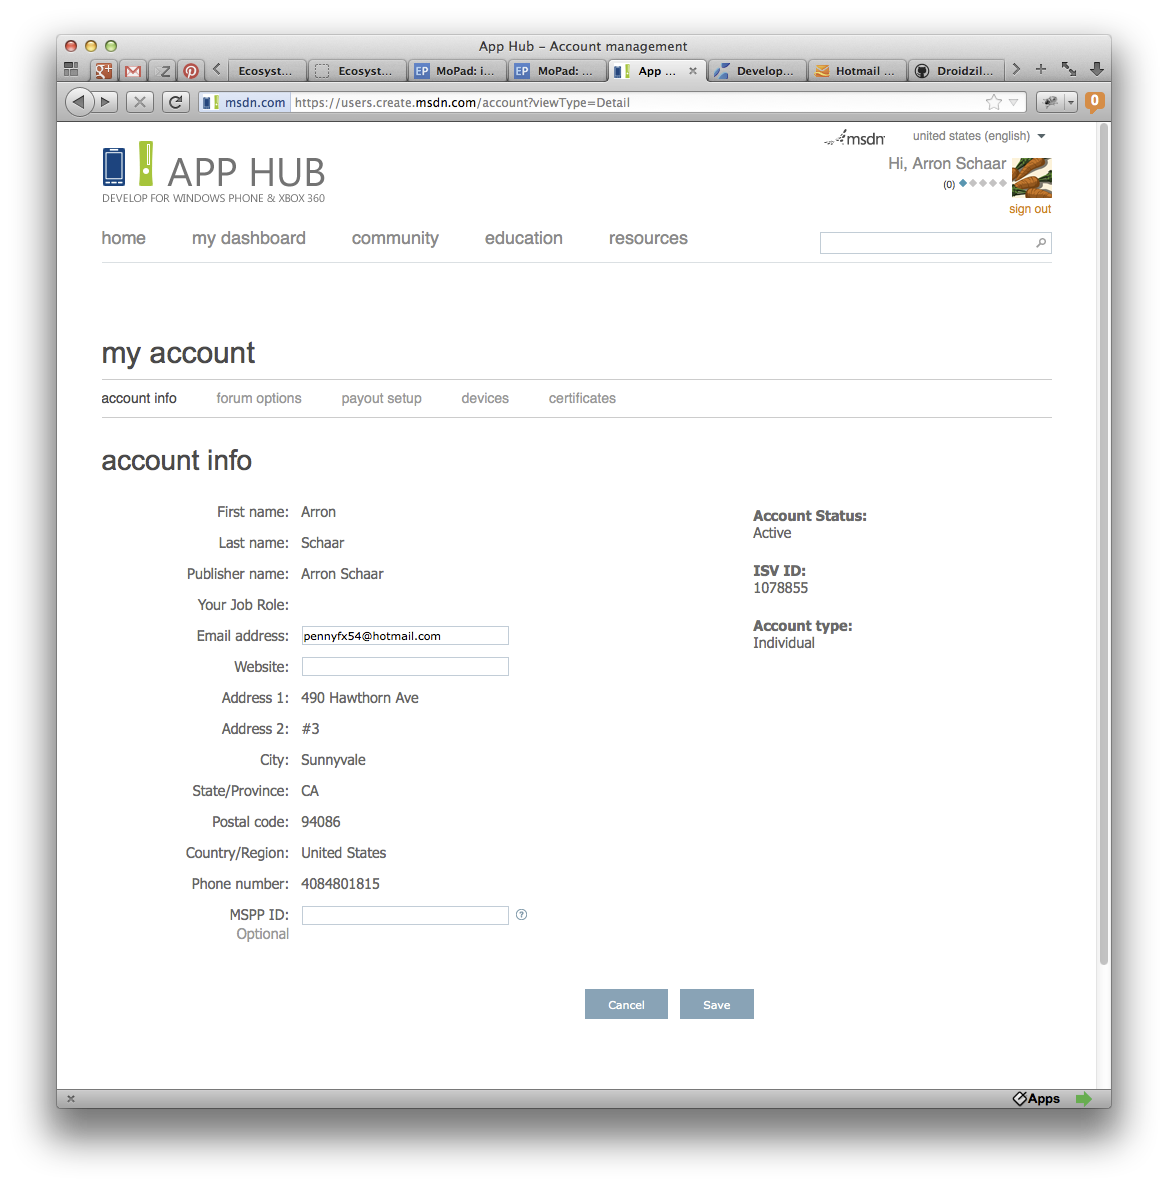 App Hub – Account management
Ecosyst... Ecosyst... EP MoPad: i... EP MoPad: ... App ... Develop... Hotmail ... Droidzil...
msdn.com https://users.create.msdn.com/account?viewType=Detail 0
msdn united states (english)
Hi, Arron Schaar
(0)
sign out
APP HUB
DEVELOP FOR WINDOWS PHONE & XBOX 360
home my dashboard community education resources
my account
account info forum options payout setup devices certificates
account info
First name: Arron
Last name: Schaar
Publisher name: Arron Schaar
Your Job Role:
Email address: pennyfx54@hotmail.com
Website:
Address 1: 490 Hawthorn Ave
Address 2: #3
City: Sunnyvale
State/Province: CA
Postal code: 94086
Country/Region: United States
Phone number: 4084801815
MSPP ID:
Optional
Account Status:
Active
ISV ID:
1078855
Account type:
Individual
Cancel Save
Apps